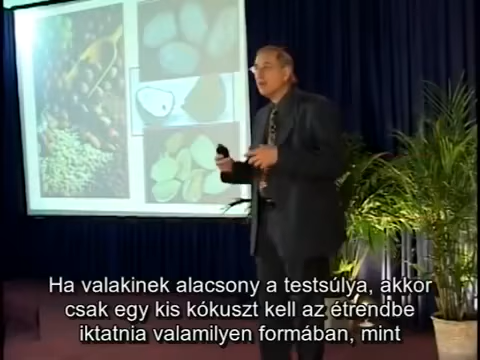 Ha valakinek alacsony a testsúlya, akkor
csak egy kis kókuszt kell az étrendbe
iktatnia valamilyen formában, mint